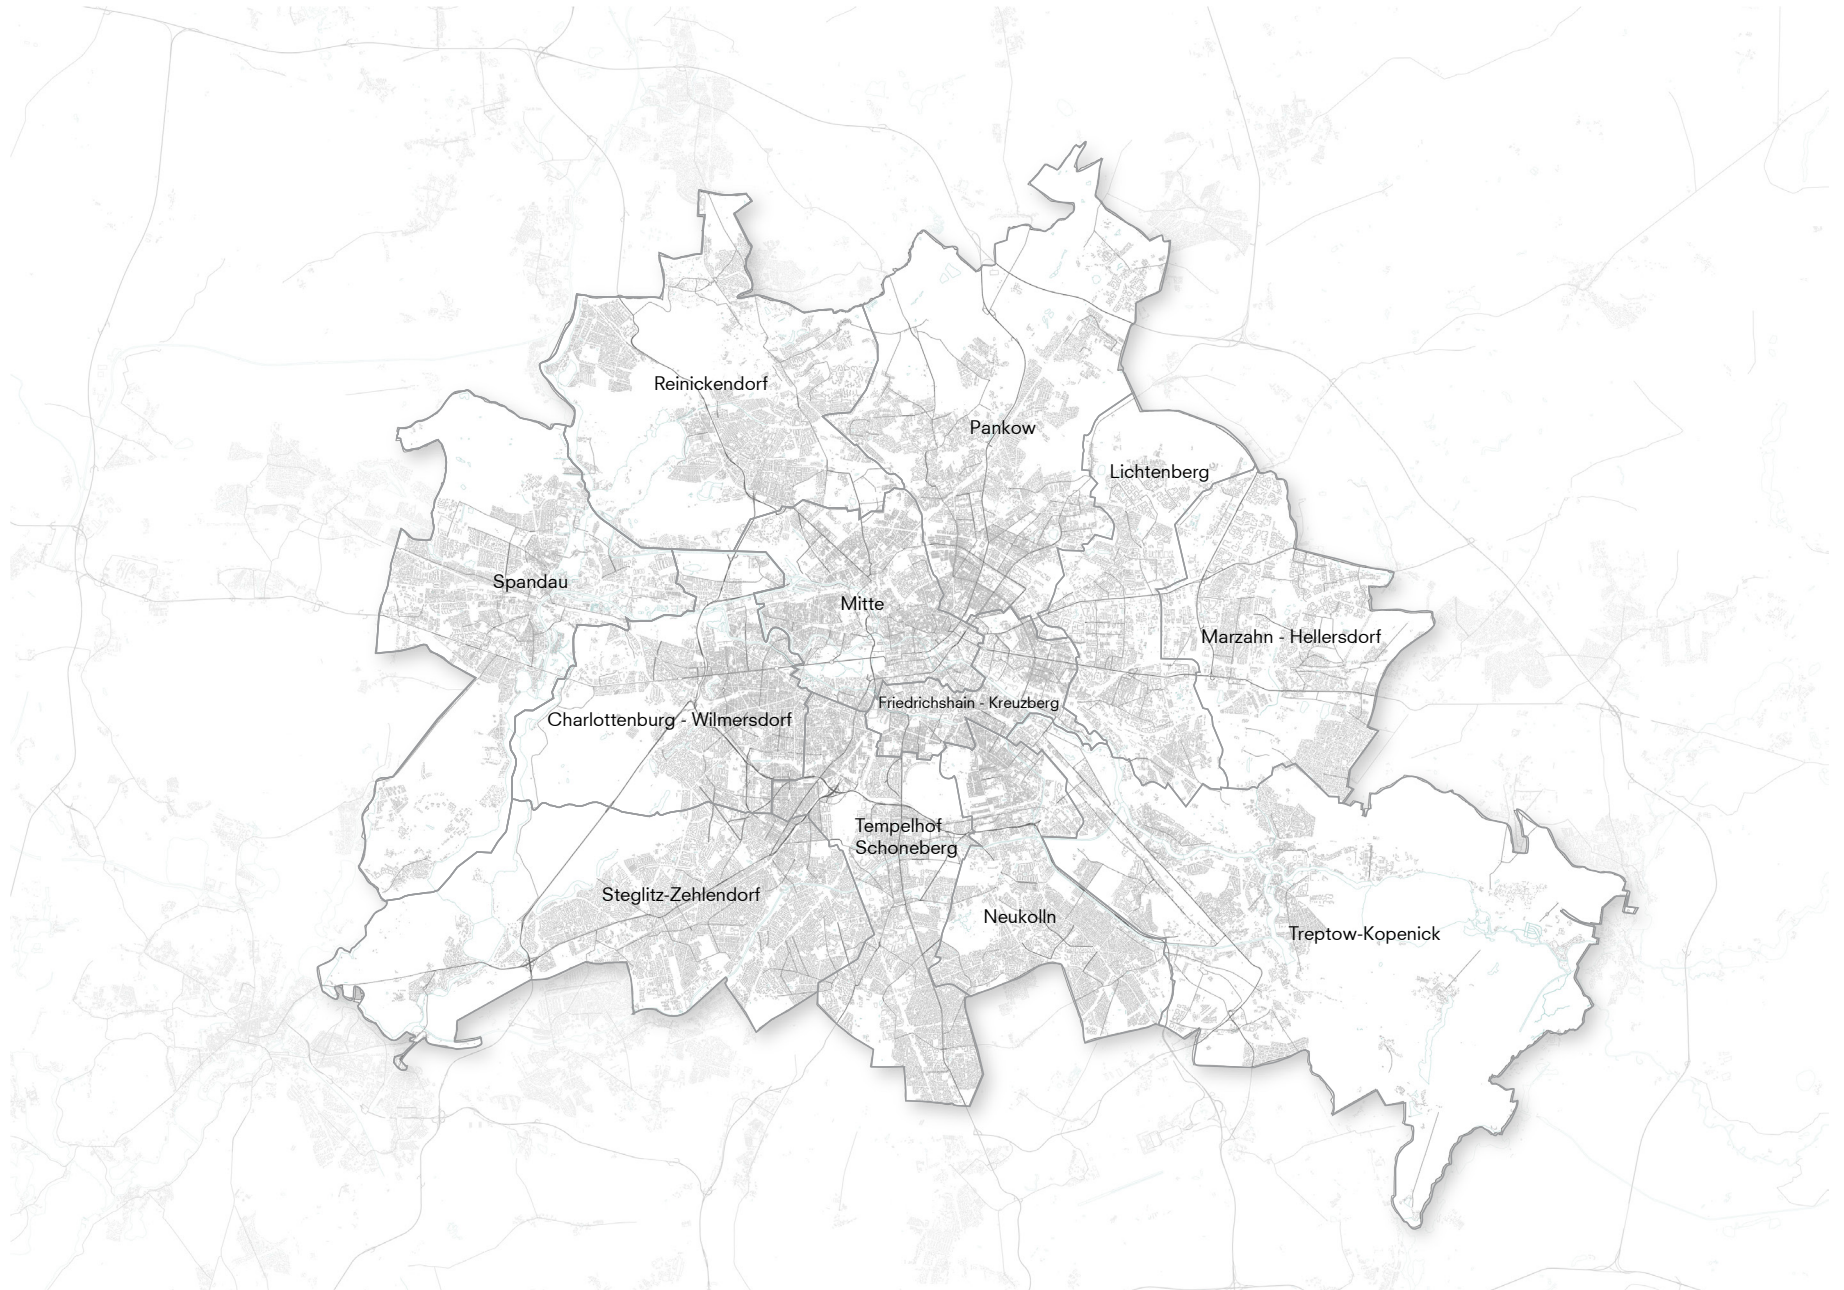 Reinickendorf
Pankow
Lichtenberg
Spandau
Mitte
Marzahn - Hellersdorf
Friedrichshain - Kreuzberg
Charlottenburg - Wilmersdorf
Tempelhof
Schoneberg
Steglitz-Zehlendorf
Neukolln
Treptow-Kopenick